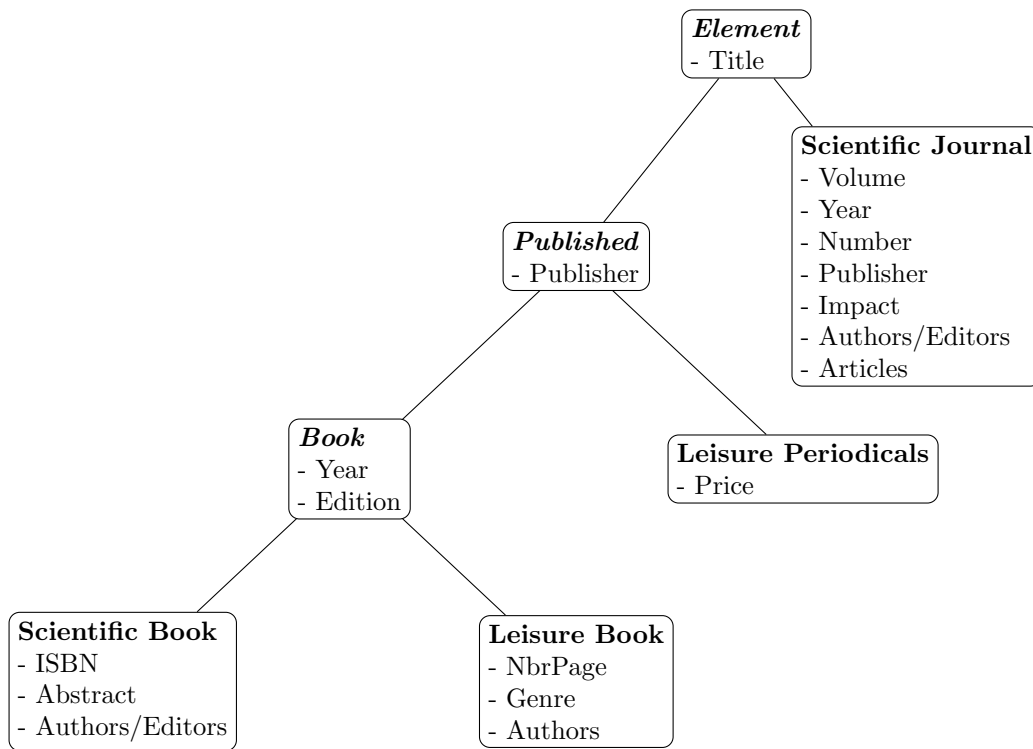 Element
- Title
Scientific Journal
- Volume
- Year
- Number
- Publisher
- Impact
- Authors/Editors
- Articles
Published
- Publisher
Book
- Year
- Edition
Leisure Periodicals
- Price
Scientific Book
- ISBN
- Abstract
- Authors/Editors
Leisure Book
- NbrPage
- Genre
- Authors